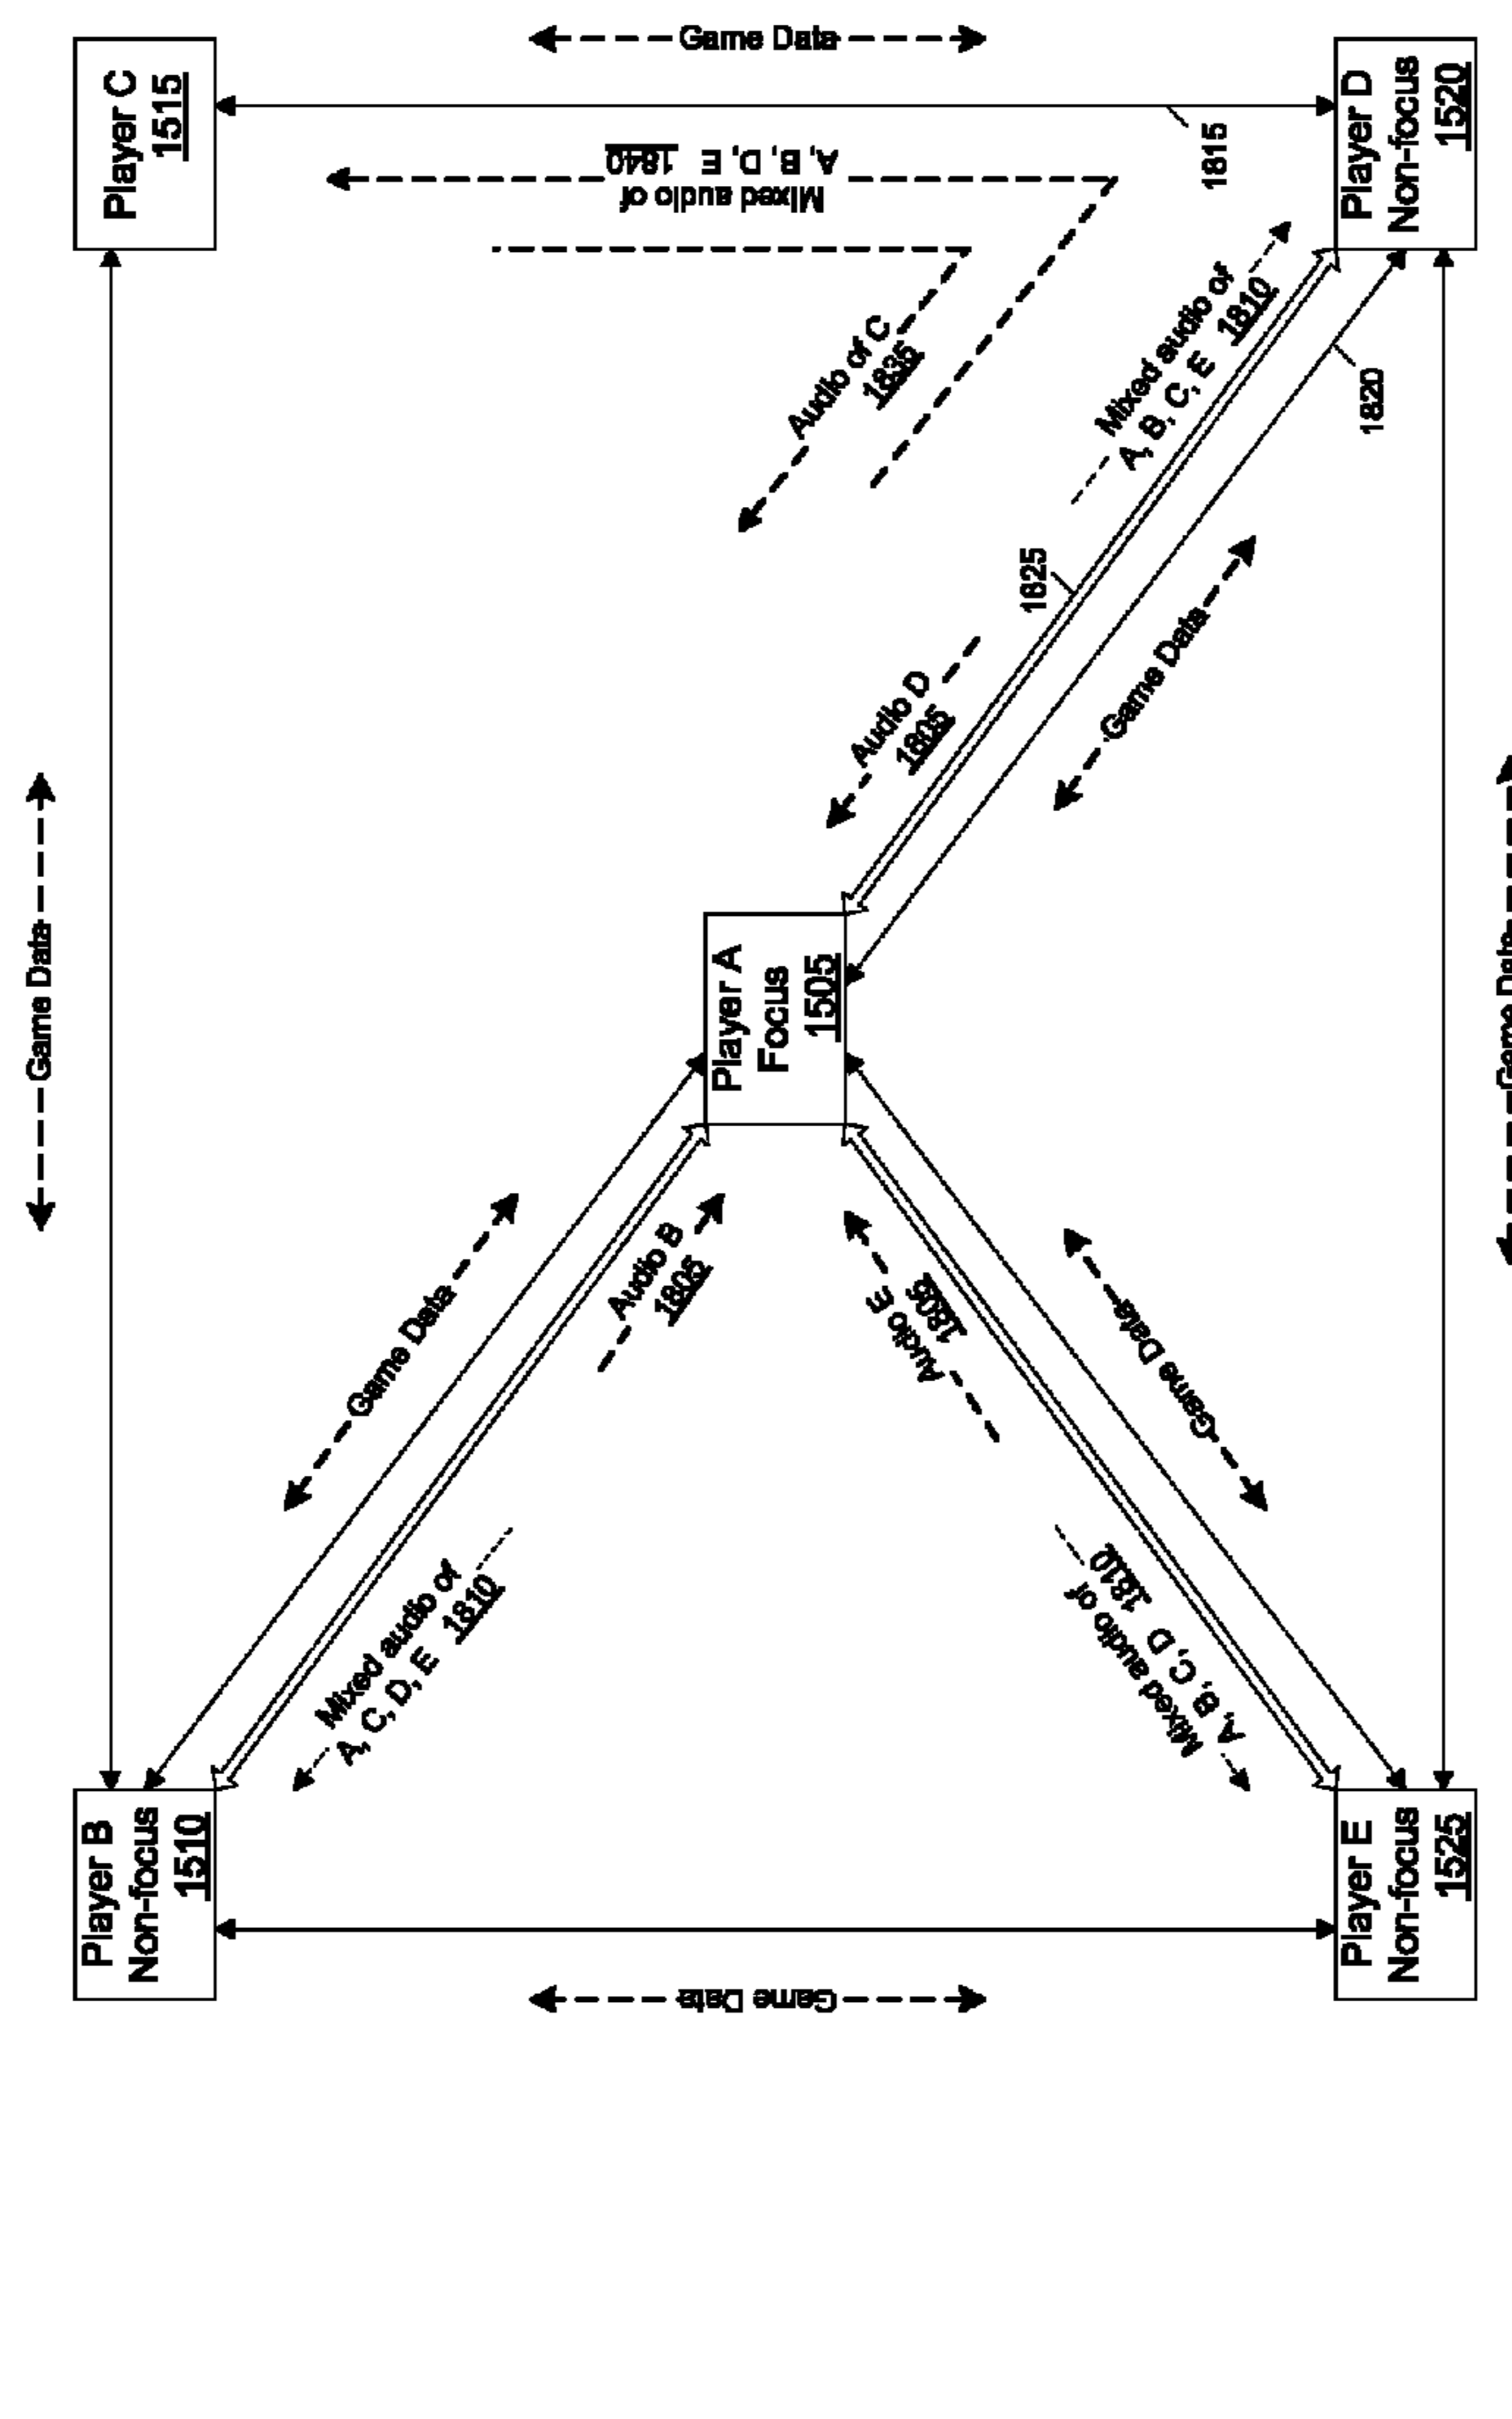 Game Data
Player B
Non-focus
1510
Player C
1515
Game Data
Mixed audio of
A, C, D, E 1810
Audio B
1805
Player A
Focus
1505
Audio of C
1835
Mixed audio of
A, B, D, E 1840
Game Data
Game Data
Audio E
1805
Audio D
1805
1825
Mixed audio of
A, B, C, E 1810
1815
Mixed audio of
A, B, C, D 1810
Game Data
Game Data
1820
Player E
Non-focus
1525
Player D
Non-focus
1520
Game Data